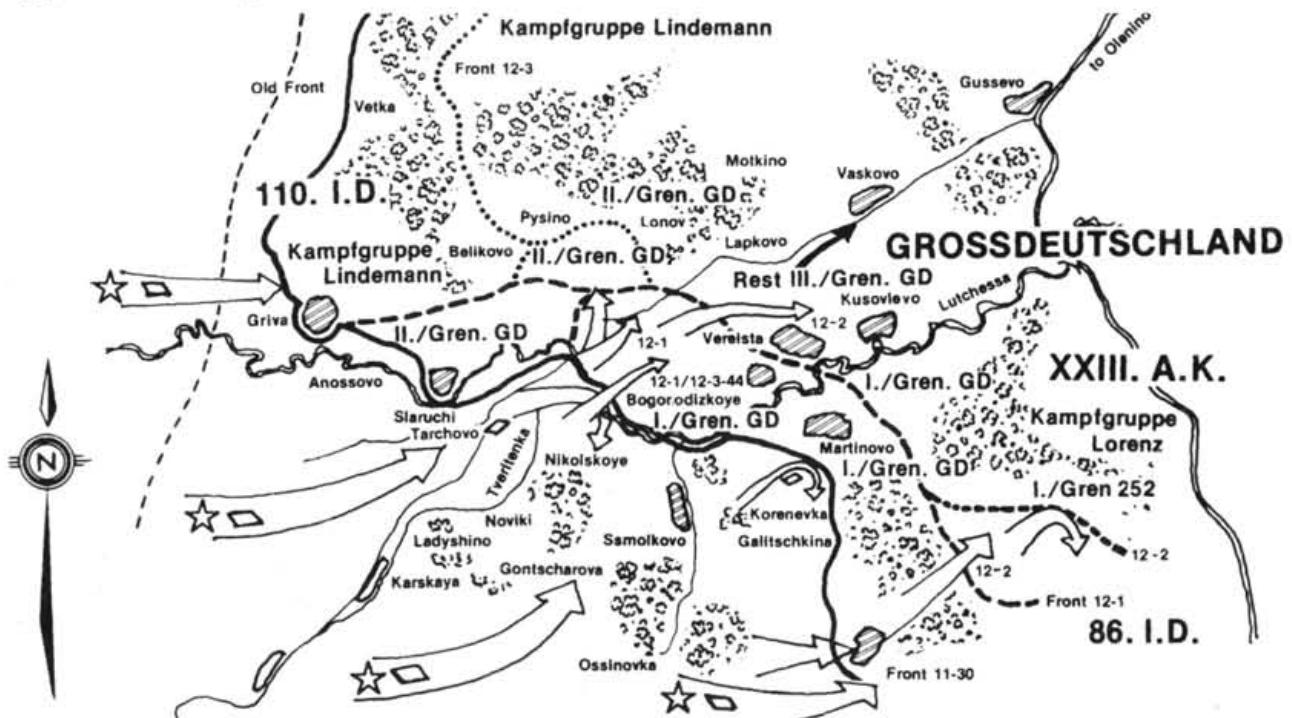 Kampfgruppe Lindemann
to Olenino
Gussevo
Front 12-3
Old Front
Vetka
Motkino
Vaskovo
110. I.D.
II./Gren. GD
Pysino
Lonov
Lapkovo
GROSSDEUTSCHLAND
Kampfgruppe
Lindemann
Belikovo
II./Gren. GD
Rest III./Gren. GD
Kusovlevo
Lutchessa
Griva
II./Gren. GD
12-1
Vereista
12-2
Anossovo
12-1/12-3-44
Bogorodizkoye
I./Gren. GD
XXIII. A.K.
Slaruchi
Tarchovo
I./Gren. GD
Martinovo
Kampfgruppe
Lorenz
Tveritenka
Nikolskoye
I./Gren. GD
I./Gren 252
N
Noviki
Korenevka
Ladyshino
Samolkovo
Galitschkina
12-2
Karskaya
Gontscharova
12-2
Front 12-1
86. I.D.
Ossinovka
Front 11-30